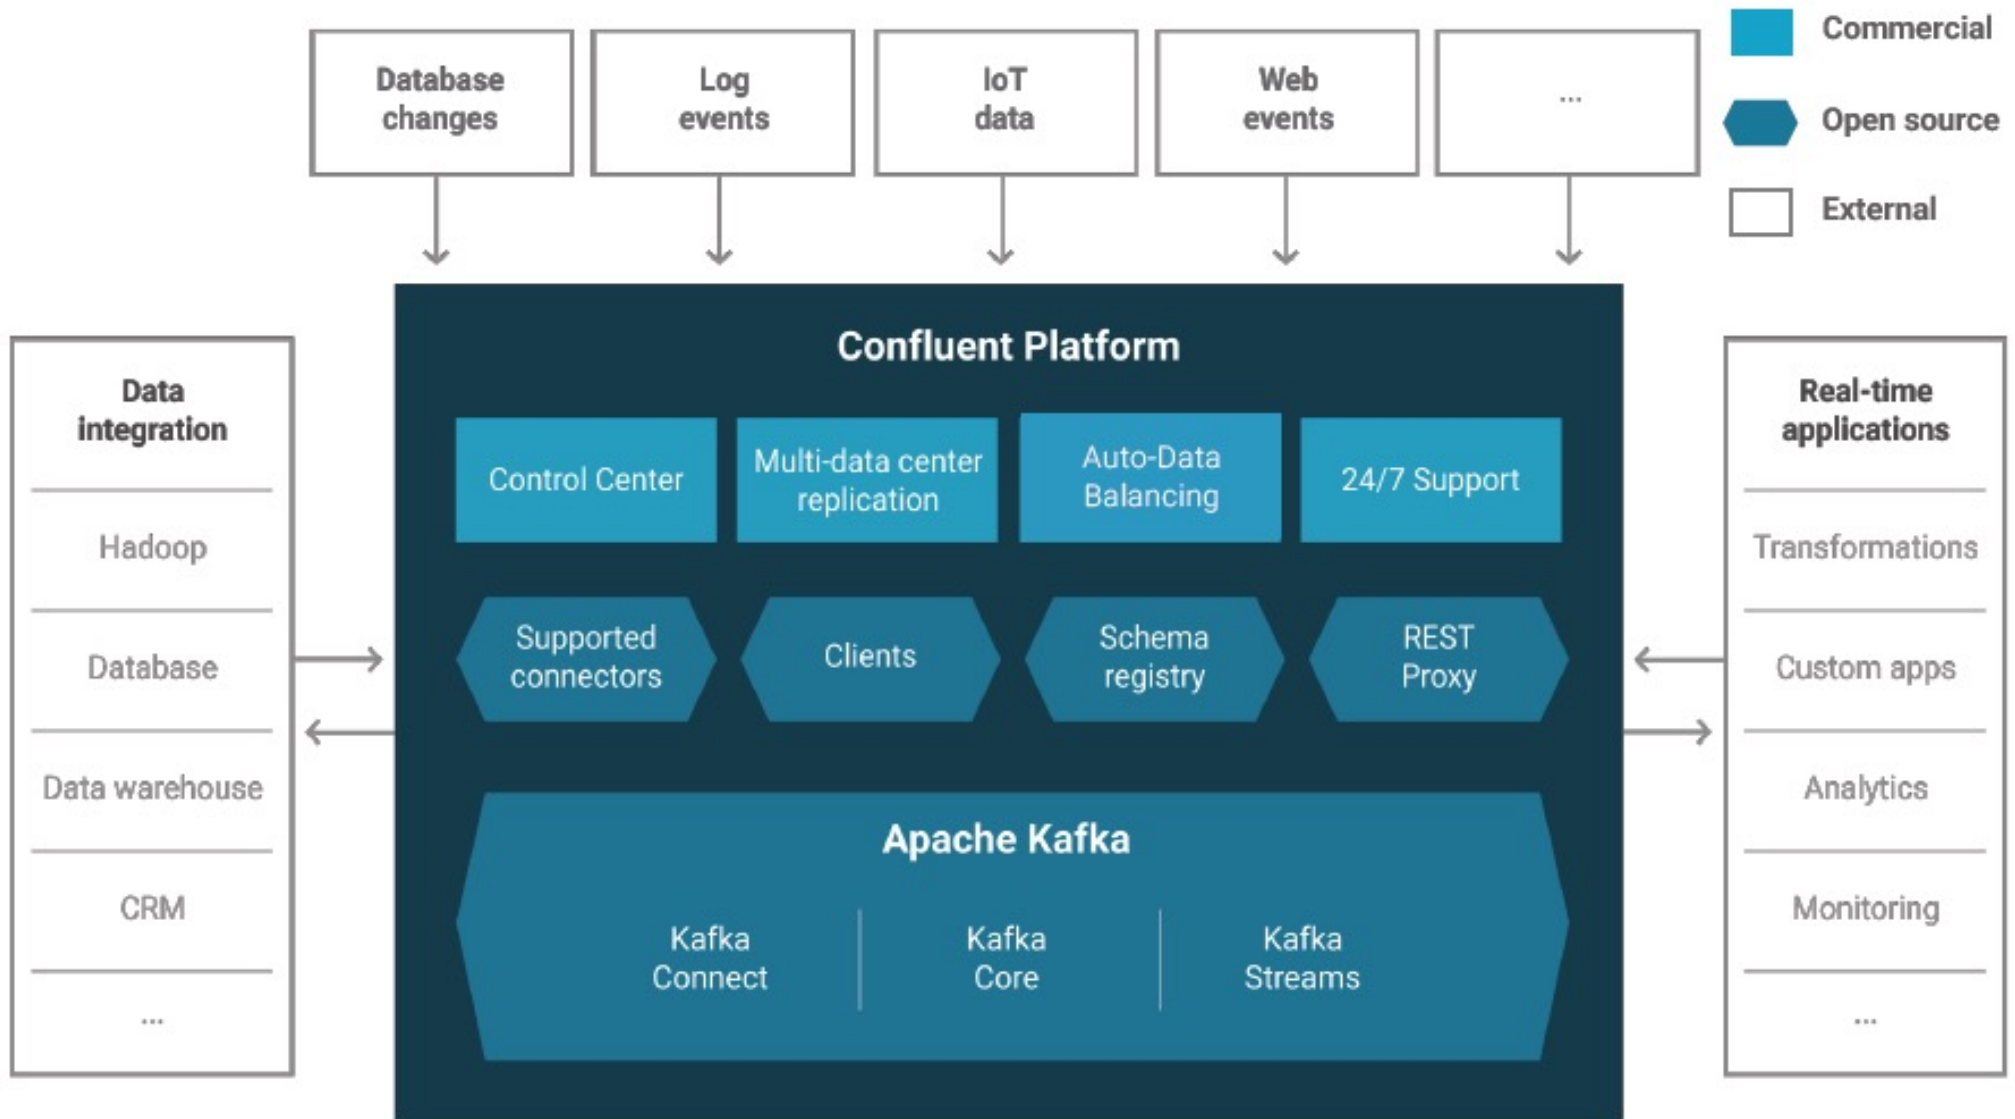 Commercial
Open source
External
Database
changes
Log
events
IoT
data
Web
events
...
Data
integration
Hadoop
Database
Data warehouse
CRM
...
Confluent Platform
Control Center
Multi-data center
replication
Auto-Data
Balancing
24/7 Support
Supported
connectors
Clients
Schema
registry
REST
Proxy
Apache Kafka
Kafka
Connect
Kafka
Core
Kafka
Streams
Real-time
applications
Transformations
Custom apps
Analytics
Monitoring
...